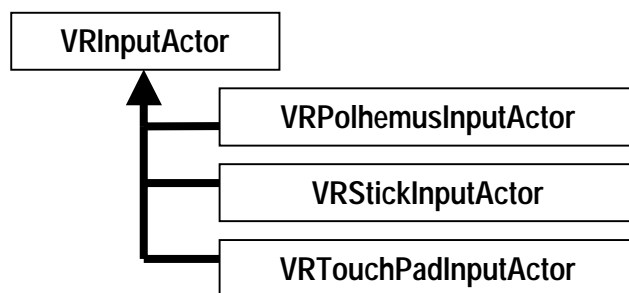 VRInputActor
VRPolhemusInputActor
VRStickInputActor
VRTouchPadInputActor